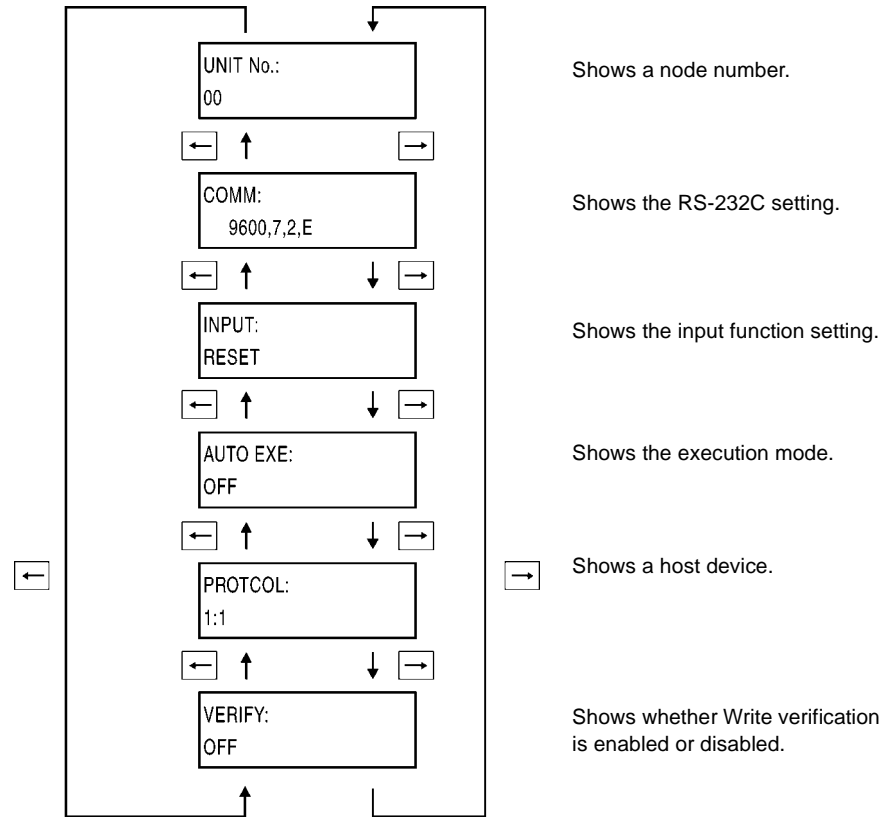 UNIT No.:
00
Shows a node number.
COMM:
9600,7,2,E
Shows the RS-232C setting.
INPUT:
RESET
Shows the input function setting.
AUTO EXE:
OFF
Shows the execution mode.
PROTCOL:
1:1
Shows a host device.
VERIFY:
OFF
Shows whether Write verification
is enabled or disabled.